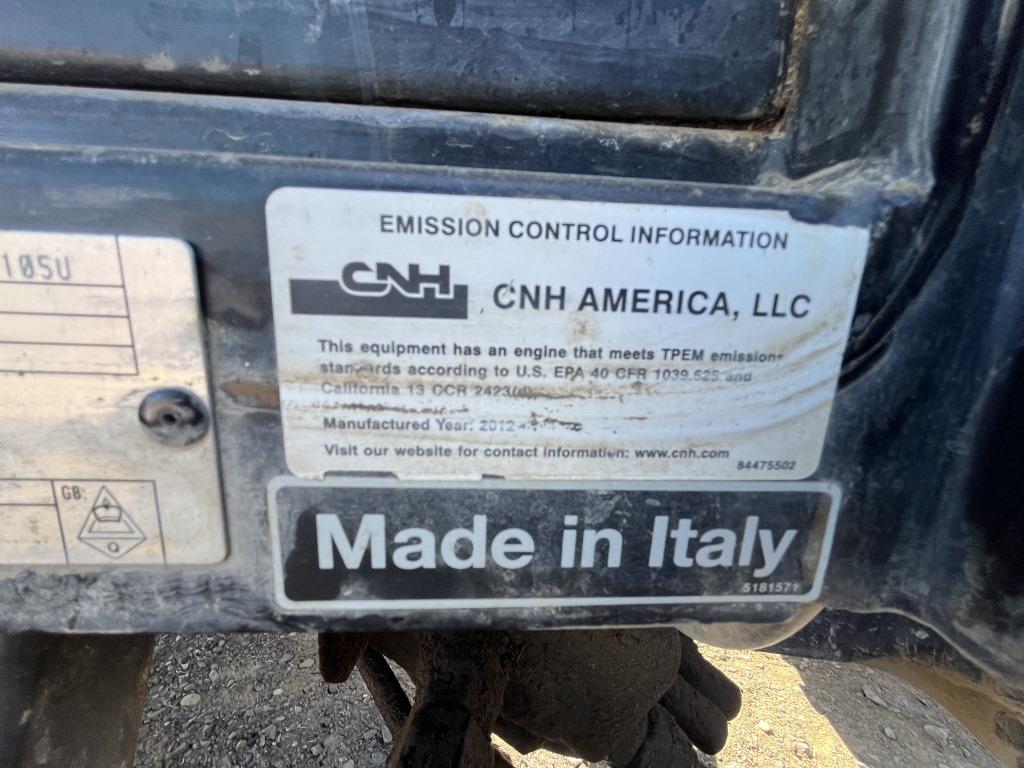 105U
GB:
Q
EMISSION CONTROL INFORMATION
CNH
CNH AMERICA, LLC
This equipment has an engine that meets TPEM emissions
standards according to U.S. EPA 40 CFR 1039.625 and
California 13 CCR 2423(d).
Manufactured Year: 2012
Visit our website for contact information: www.cnh.com
84475502
Made in Italy
5181571